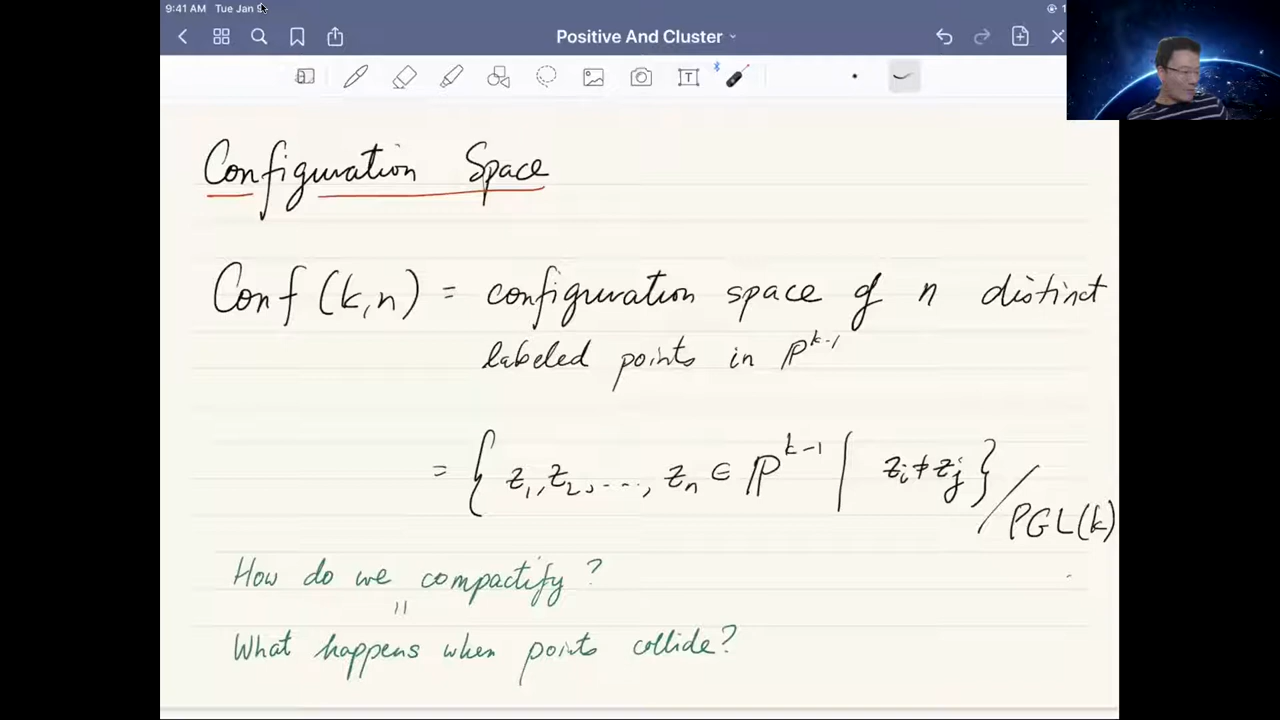 9:41 AM Tue Jan 9
Positive And Cluster
Configuration Space
Conf (k,n) = configuration space of n distinct
labeled points in ℙ^{k-1}
= { z_1, z_2, ...., z_n ∈ ℙ^{k-1} | z_i ≠ z_j } / PGL(k)
How do we compactify ?
"
What happens when points collide?